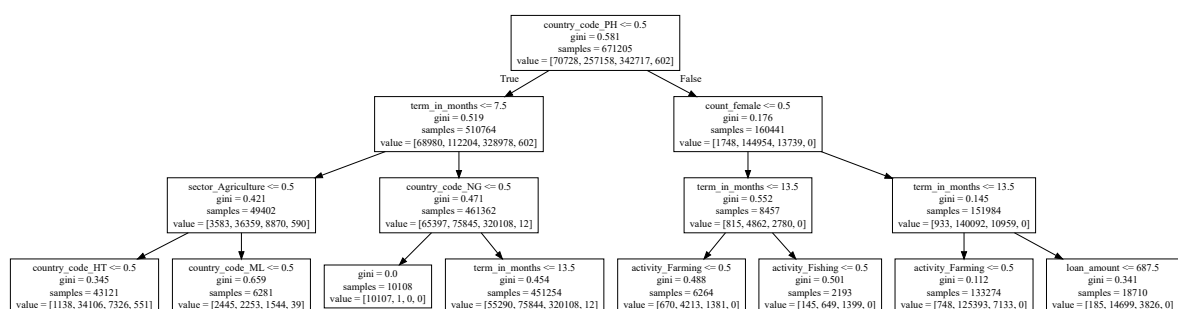 country_code_PH <= 0.5
gini = 0.581
samples = 671205
value = [70728, 257158, 342717, 602]
True
False
term_in_months <= 7.5
gini = 0.519
samples = 510764
value = [68980, 112204, 328978, 602]
count_female <= 0.5
gini = 0.176
samples = 160441
value = [1748, 144954, 13739, 0]
sector_Agriculture <= 0.5
gini = 0.421
samples = 49402
value = [3583, 36359, 8870, 590]
country_code_NG <= 0.5
gini = 0.471
samples = 461362
value = [65397, 75845, 320108, 12]
term_in_months <= 13.5
gini = 0.552
samples = 8457
value = [815, 4862, 2780, 0]
term_in_months <= 13.5
gini = 0.145
samples = 151984
value = [933, 140092, 10959, 0]
country_code_HT <= 0.5
gini = 0.345
samples = 43121
value = [1138, 34106, 7326, 551]
country_code_ML <= 0.5
gini = 0.659
samples = 6281
value = [2445, 2253, 1544, 39]
gini = 0.0
samples = 10108
value = [10107, 1, 0, 0]
term_in_months <= 13.5
gini = 0.454
samples = 451254
value = [55290, 75844, 320108, 12]
activity_Farming <= 0.5
gini = 0.488
samples = 6264
value = [670, 4213, 1381, 0]
activity_Fishing <= 0.5
gini = 0.501
samples = 2193
value = [145, 649, 1399, 0]
activity_Farming <= 0.5
gini = 0.112
samples = 133274
value = [748, 125393, 7133, 0]
loan_amount <= 687.5
gini = 0.341
samples = 18710
value = [185, 14699, 3826, 0]